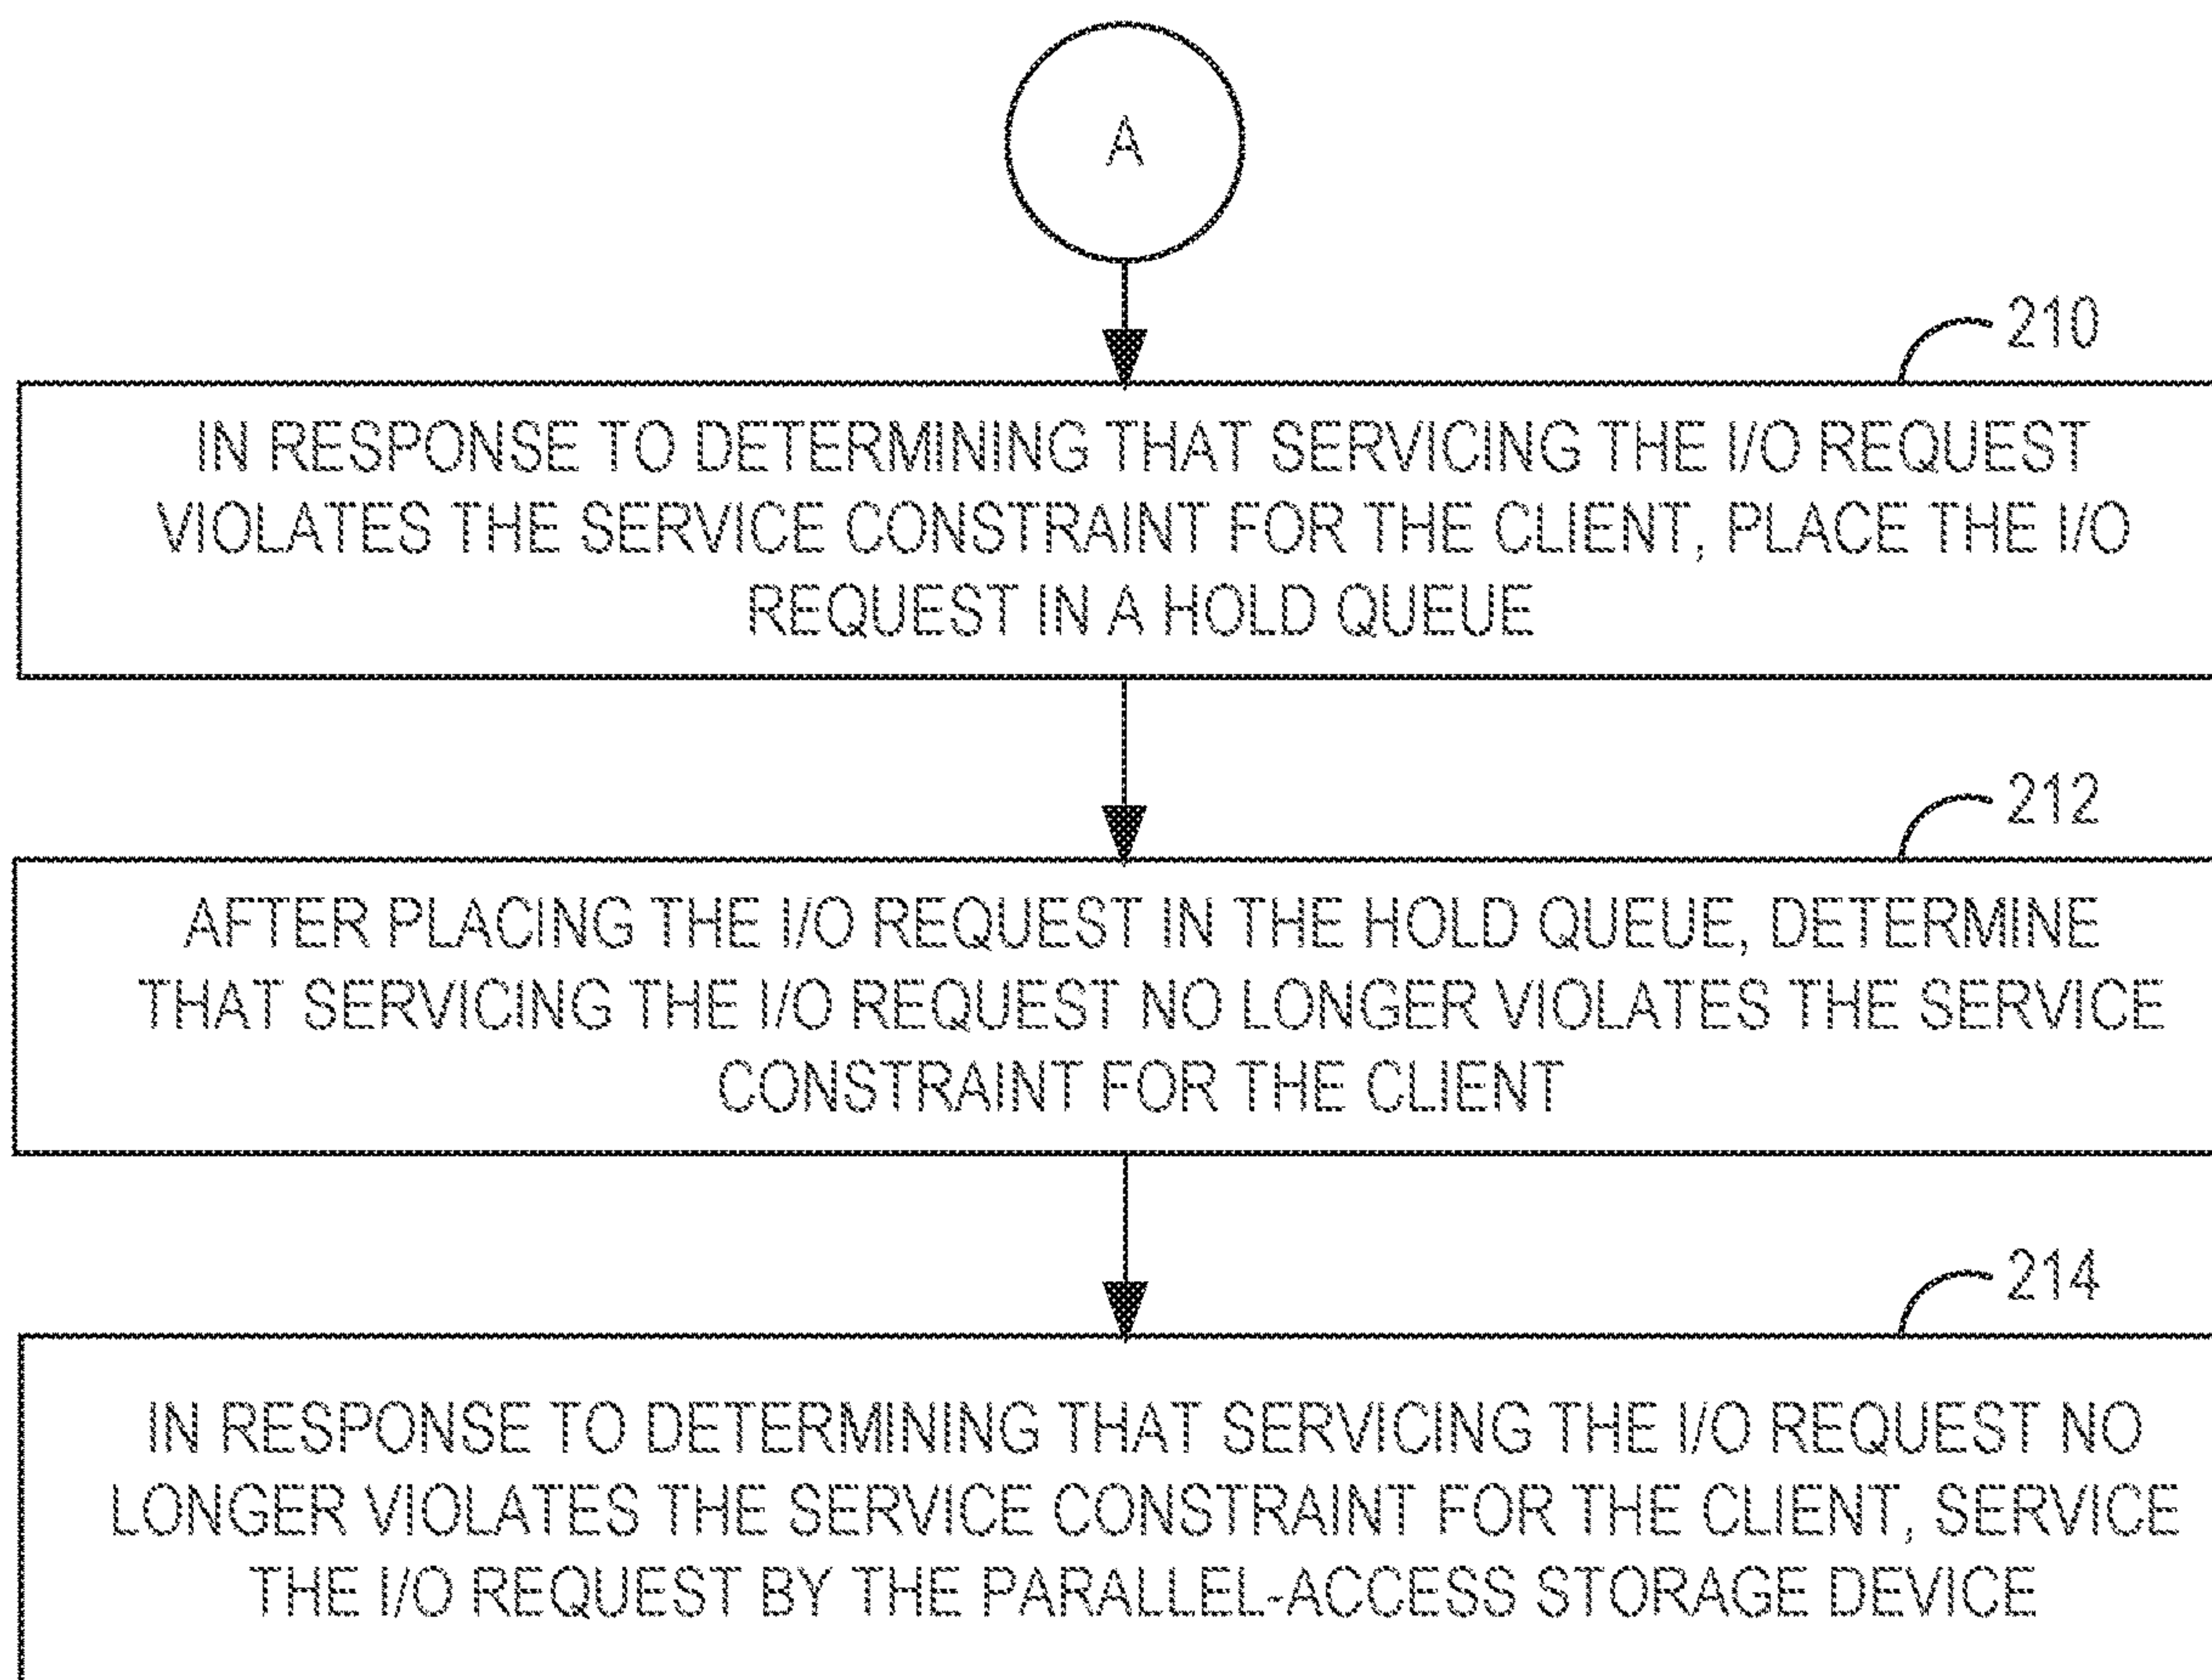 A
210
IN RESPONSE TO DETERMINING THAT SERVICING THE I/O REQUEST
VIOLATES THE SERVICE CONSTRAINT FOR THE CLIENT, PLACE THE I/O
REQUEST IN A HOLD QUEUE
212
AFTER PLACING THE I/O REQUEST IN THE HOLD QUEUE, DETERMINE
THAT SERVICING THE I/O REQUEST NO LONGER VIOLATES THE SERVICE
CONSTRAINT FOR THE CLIENT
214
IN RESPONSE TO DETERMINING THAT SERVICING THE I/O REQUEST NO
LONGER VIOLATES THE SERVICE CONSTRAINT FOR THE CLIENT, SERVICE
THE I/O REQUEST BY THE PARALLEL-ACCESS STORAGE DEVICE